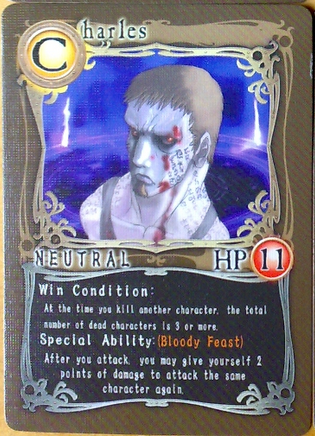 Charles
NEUTRAL HP 11
Win Condition:
At the time you kill another character, the total
number of dead characters is 3 or more.
Special Ability:(Bloody Feast)
After you attack, you may give yourself 2
points of damage to attack the same
character again.